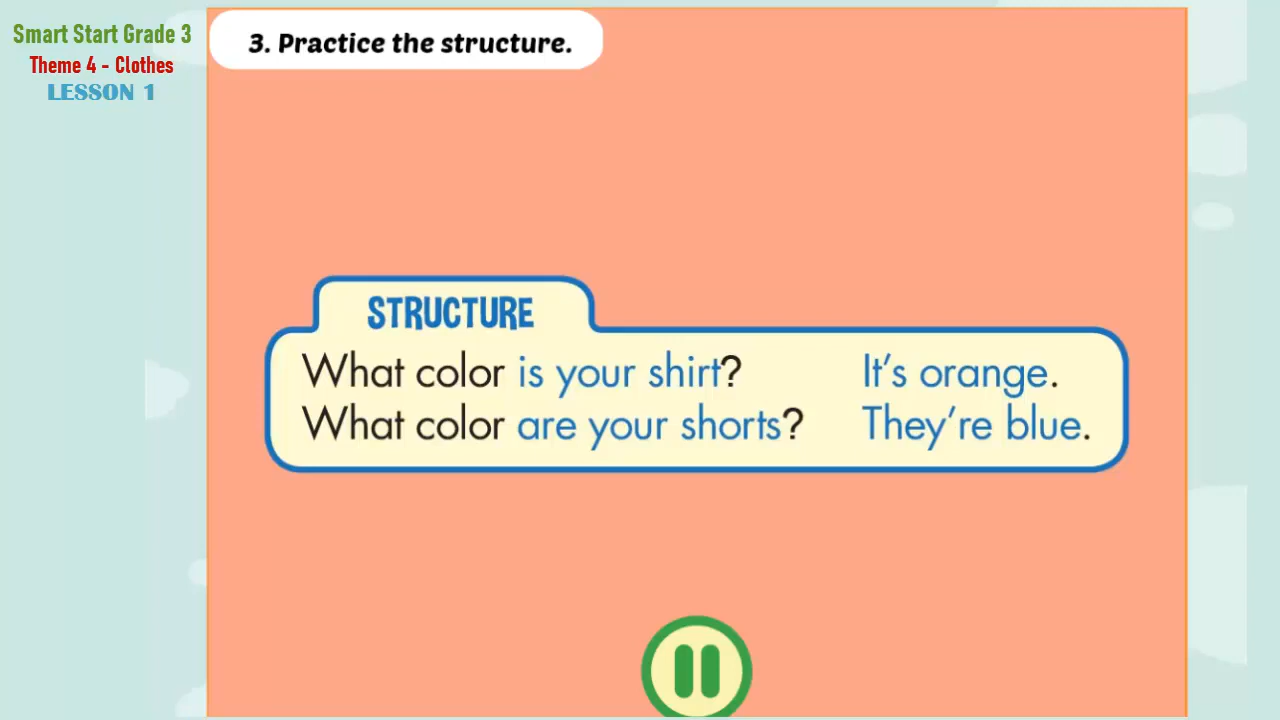 Smart Start Grade 3
Theme 4 - Clothes
LESSON 1
3. Practice the structure.
STRUCTURE
What color is your shirt? It's orange.
What color are your shorts? They're blue.